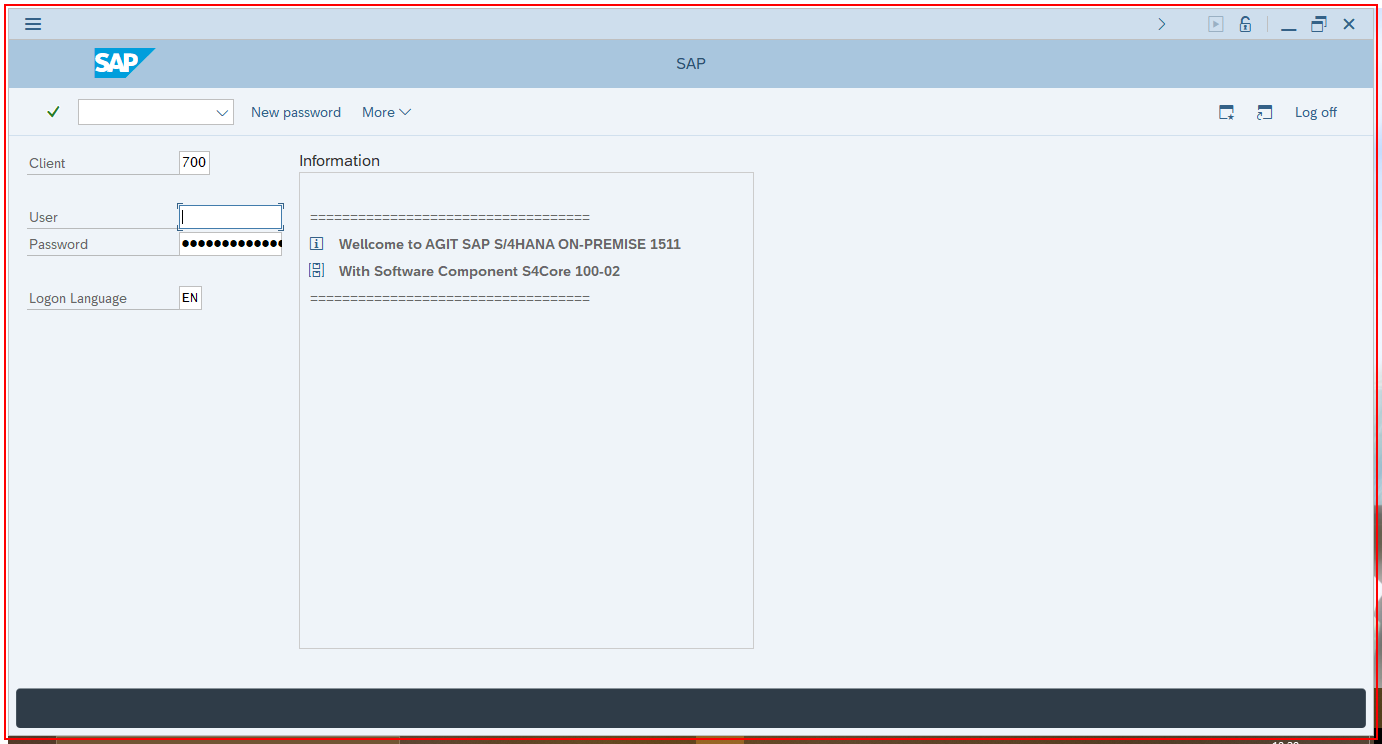 SAP
SAP
New password
More
Log off
Client 700
Information
User
==================================
Password ●●●●●●●●●●●●●
Wellcome to AGIT SAP S/4HANA ON-PREMISE 1511
With Software Component S4Core 100-02
Logon Language EN
==================================